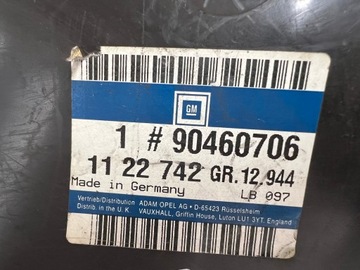 GM
1 # 90460706
11 22 742 GR. 12.944
Made in Germany LB 097
Vertrieb/Distribution ADAM OPEL AG • D-65423 Rüsselsheim
Distrib. in the U.K. VAUXHALL, Griffin House, Luton LU1 3YT. England